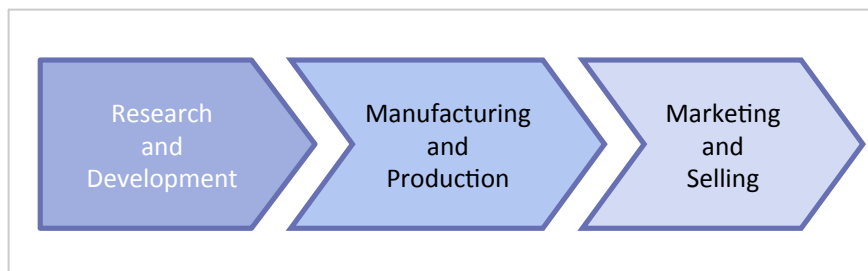 Research
and
Development
Manufacturing
and
Production
Marketing
and
Selling